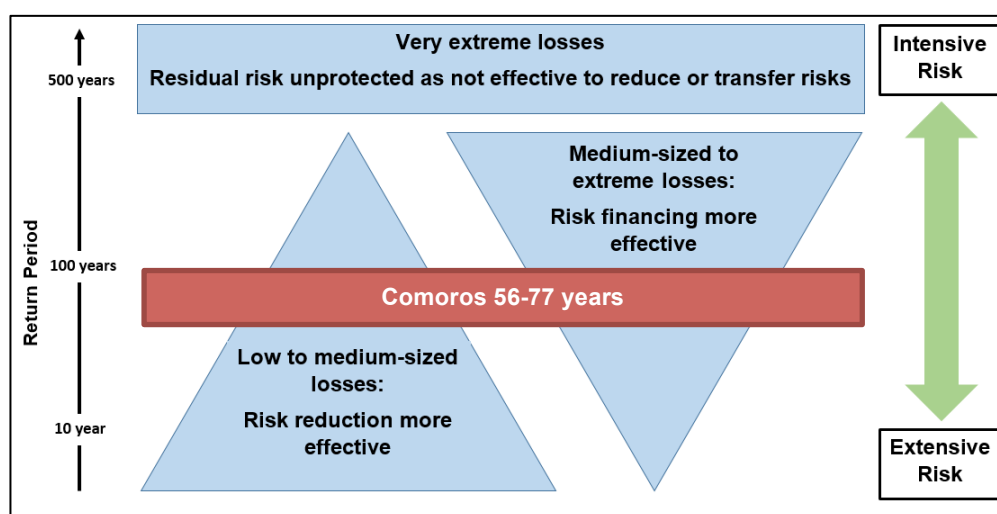 Very extreme losses
Residual risk unprotected as not effective to reduce or transfer risks
Intensive
Risk
Return Period
500 years
100 years
10 year
Medium-sized to
extreme losses:
Risk financing more
effective
Comoros 56-77 years
Low to medium-sized
losses:
Risk reduction more
effective
Extensive
Risk